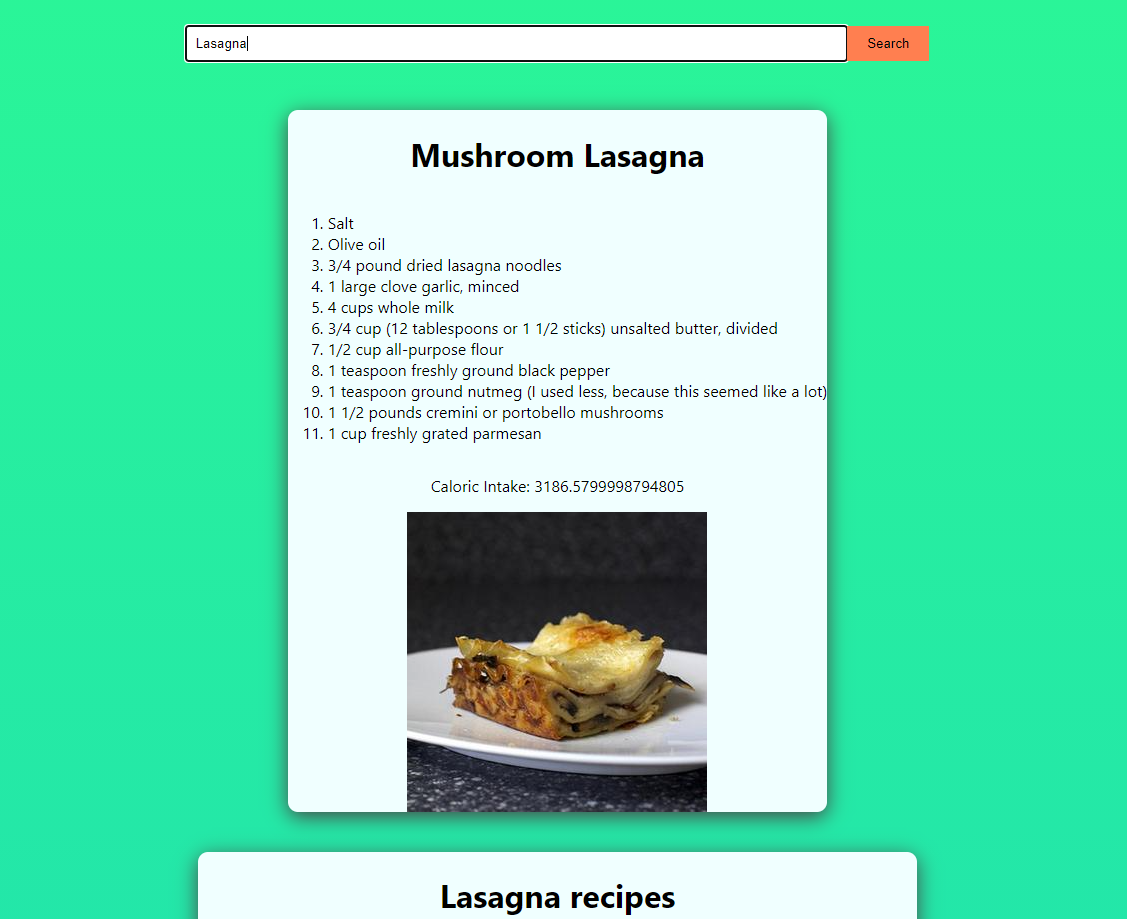 Lasagna
Search
Mushroom Lasagna
1. Salt
2. Olive oil
3. 3/4 pound dried lasagna noodles
4. 1 large clove garlic, minced
5. 4 cups whole milk
6. 3/4 cup (12 tablespoons or 1 1/2 sticks) unsalted butter, divided
7. 1/2 cup all-purpose flour
8. 1 teaspoon freshly ground black pepper
9. 1 teaspoon ground nutmeg (I used less, because this seemed like a lot)
10. 1 1/2 pounds cremini or portobello mushrooms
11. 1 cup freshly grated parmesan
Caloric Intake: 3186.5799998794805
Lasagna recipes